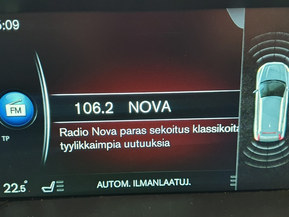 :09
FM
TP
106.2 NOVA
Radio Nova paras sekoitus klassikoita
tyylikkaimpia uutuuksia
22.5°
AUTOM. ILMANLAATUJ.